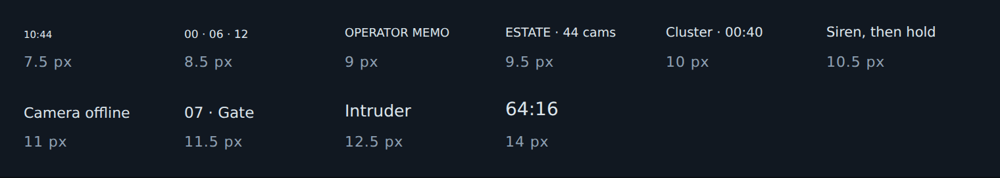 10:44
00 · 06 · 12
OPERATOR MEMO
ESTATE · 44 cams
Cluster · 00:40
Siren, then hold
7.5 px
8.5 px
9 px
9.5 px
10 px
10.5 px
Camera offline
07 · Gate
Intruder
64:16
11 px
11.5 px
12.5 px
14 px